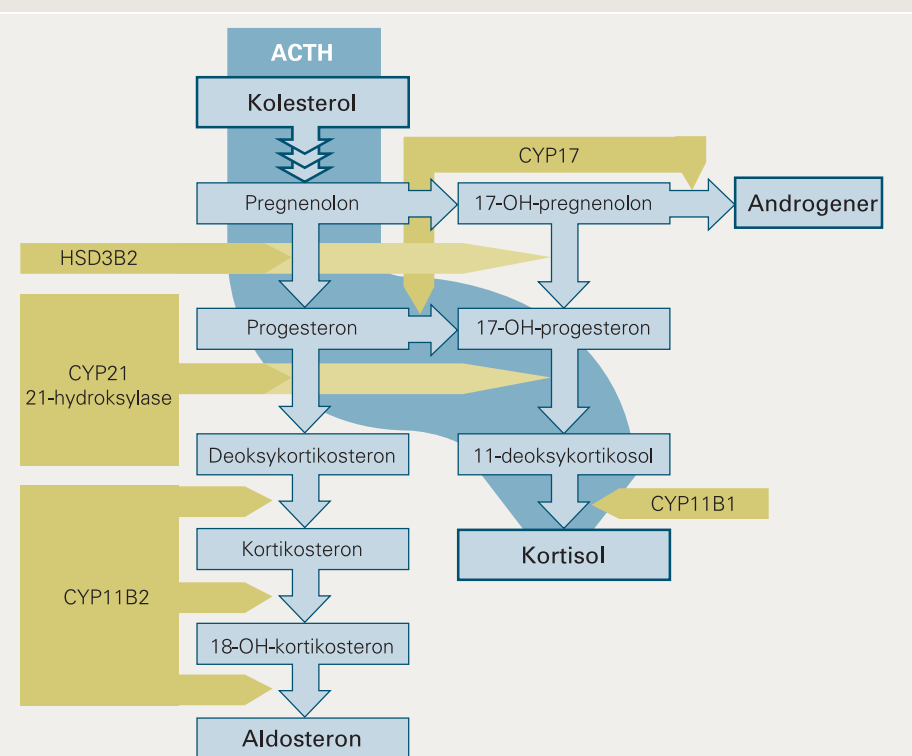 ACTH
Kolesterol
CYP17
Pregnenolon
17-OH-pregnenolon
Androgener
HSD3B2
Progesteron
17-OH-progesteron
CYP21
21-hydroksylase
Deoksykortikosteron
11-deoksykortikosol
CYP11B1
Kortikosteron
Kortisol
CYP11B2
18-OH-kortikosteron
Aldosteron